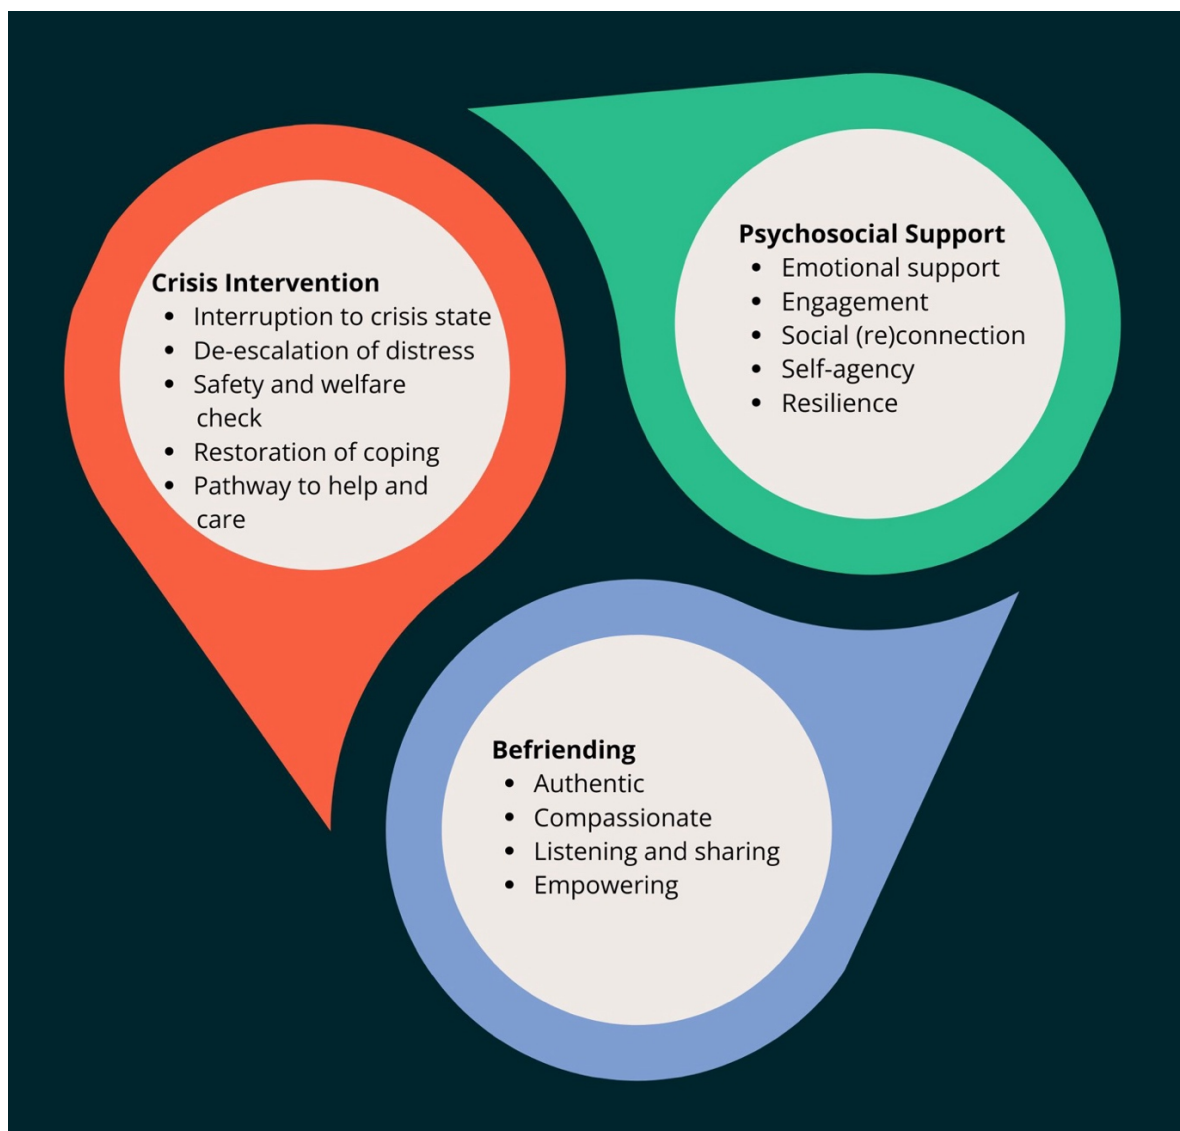 Crisis Intervention
• Interruption to crisis state
• De-escalation of distress
• Safety and welfare
check
• Restoration of coping
• Pathway to help and
care
Psychosocial Support
• Emotional support
• Engagement
• Social (re)connection
• Self-agency
• Resilience
Befriending
• Authentic
• Compassionate
• Listening and sharing
• Empowering